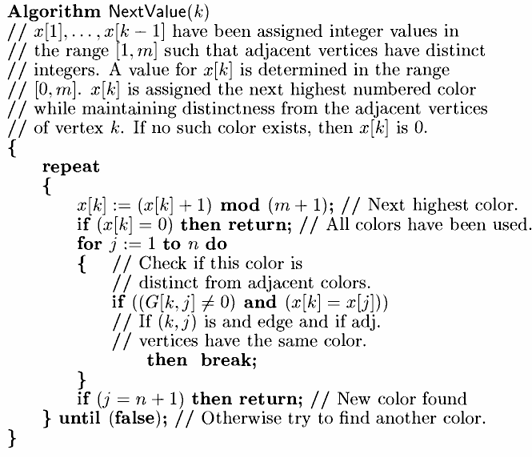 Algorithm NextValue(k)
// x[1], . . . , x[k − 1] have been assigned integer values in
// the range [1, m] such that adjacent vertices have distinct
// integers. A value for x[k] is determined in the range
// [0, m]. x[k] is assigned the next highest numbered color
// while maintaining distinctness from the adjacent vertices
// of vertex k. If no such color exists, then x[k] is 0.
{
repeat
{
x[k] := (x[k] + 1) mod (m + 1); // Next highest color.
if (x[k] = 0) then return; // All colors have been used.
for j := 1 to n do
{ // Check if this color is
// distinct from adjacent colors.
if ((G[k, j] ≠ 0) and (x[k] = x[j]))
// If (k, j) is and edge and if adj.
// vertices have the same color.
then break;
}
if (j = n + 1) then return; // New color found
} until (false); // Otherwise try to find another color.
}